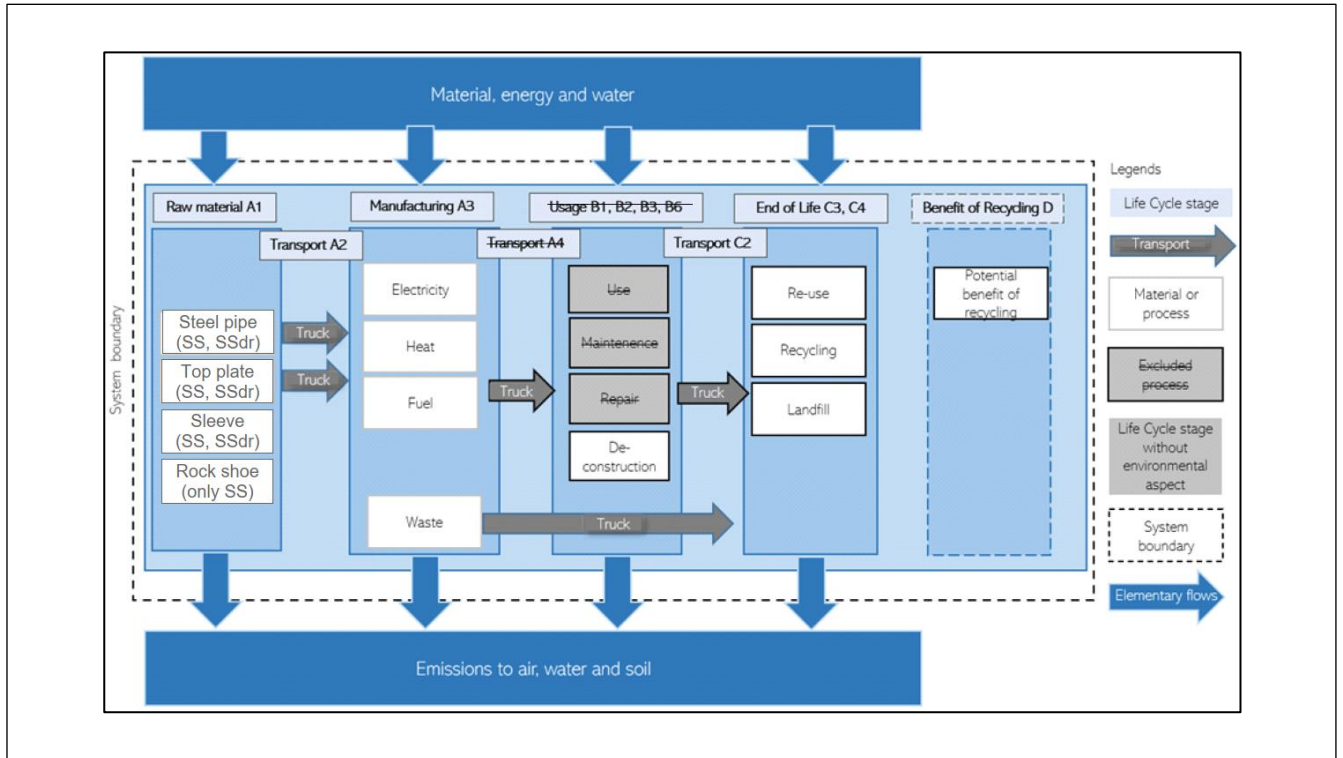 Material, energy and water
System boundary
Raw material A1
Manufacturing A3
Usage B1, B2, B3, B6
End of Life C3, C4
Benefit of Recycling D
Transport A2
Transport A4
Transport C2
Steel pipe
(SS, SSdr)
Top plate
(SS, SSdr)
Sleeve
(SS, SSdr)
Rock shoe
(only SS)
Truck
Truck
Electricity
Heat
Fuel
Waste
Truck
Truck
Use
Maintenence
Repair
De-
construction
Truck
Re-use
Recycling
Landfill
Potential
benefit of
recycling
Emissions to air, water and soil
Legends
Life Cycle stage
Transport
Material or
process
Excluded
process
Life Cycle stage
without
environmental
aspect
System
boundary
Elementary flows